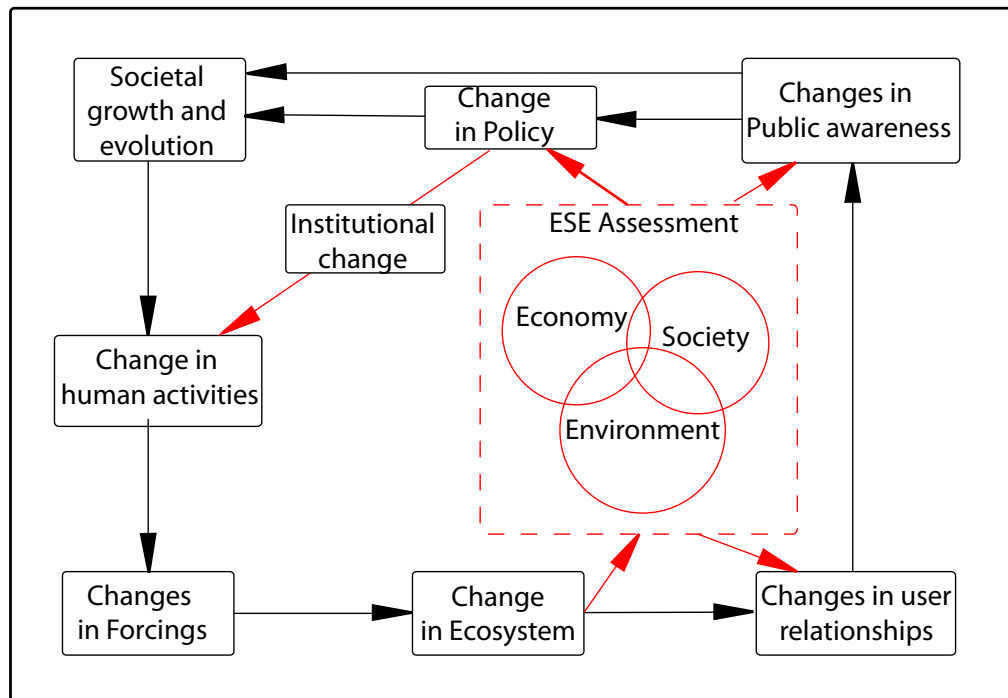 Societal
growth and
evolution
Change
in Policy
Changes in
Public awareness
Institutional
change
ESE Assessment
Economy
Society
Environment
Change in
human activities
Changes
in Forcings
Change
in Ecosystem
Changes in user
relationships